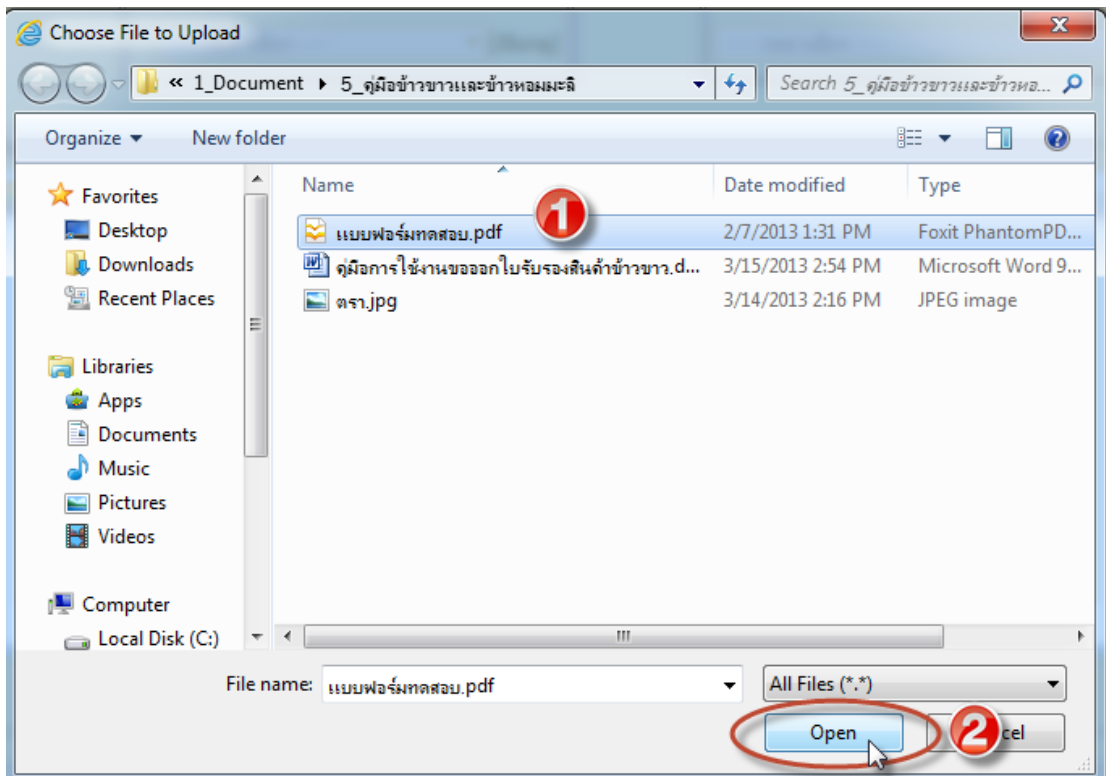 Choose File to Upload
« 1_Document ▸ 5_คู่มือข้าวขาวและข้าวหอมมะลิ
Search 5_คู่มือข้าวขาวและข้าวหอ...
Organize New folder
Name Date modified Type
Favorites
Desktop
Downloads
Recent Places
Libraries
Apps
Documents
Music
Pictures
Videos
Computer
Local Disk (C:)
1
แบบฟอร์มทดสอบ.pdf 2/7/2013 1:31 PM Foxit PhantomPD...
คู่มือการใช้งานขอออกใบรับรองสินค้าข้าวขาว.d... 3/15/2013 2:54 PM Microsoft Word 9...
ตรา.jpg 3/14/2013 2:16 PM JPEG image
File name: แบบฟอร์มทดสอบ.pdf All Files (*.*)
Open 2 cel